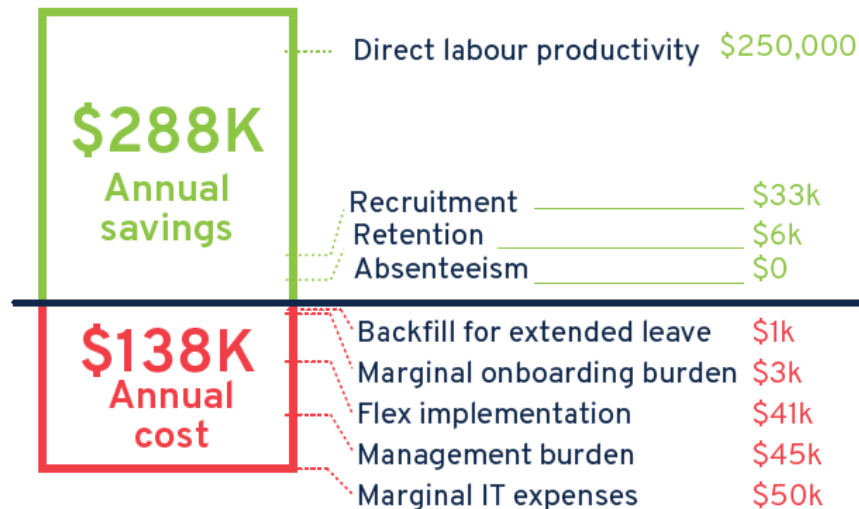 $288K
Annual
savings
Direct labour productivity $250,000
Recruitment $33k
Retention $6k
Absenteeism $0
$138K
Annual
cost
Backfill for extended leave $1k
Marginal onboarding burden $3k
Flex implementation $41k
Management burden $45k
Marginal IT expenses $50k